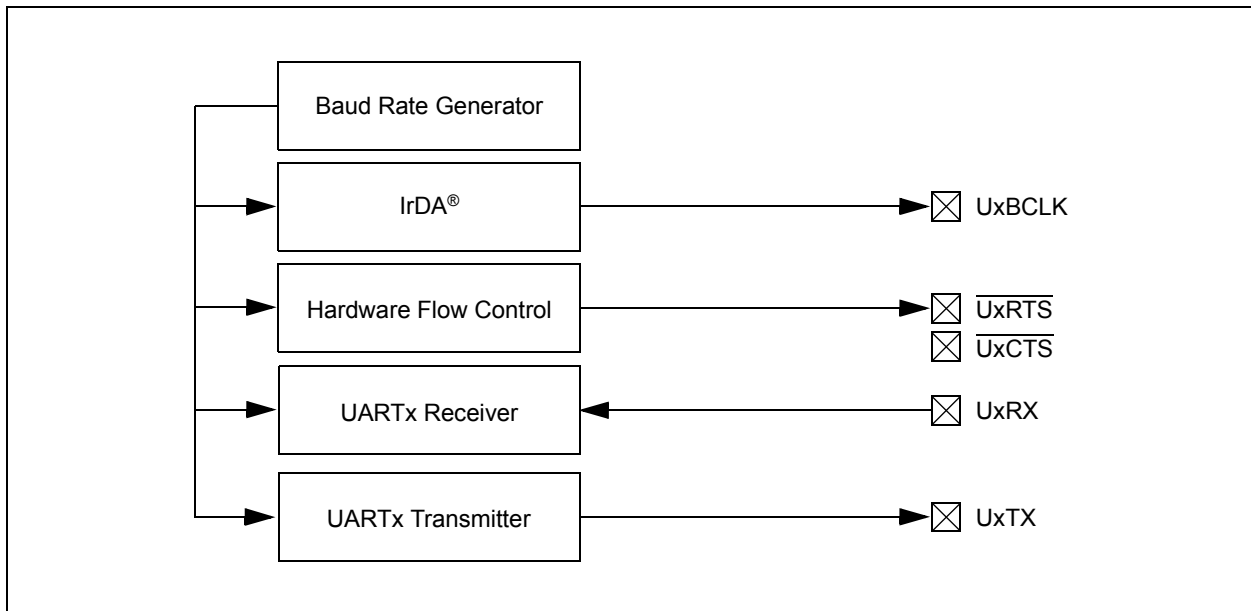 Baud Rate Generator
IrDA®
UxBCLK
Hardware Flow Control
UxRTS
UxCTS
UARTx Receiver
UxRX
UARTx Transmitter
UxTX